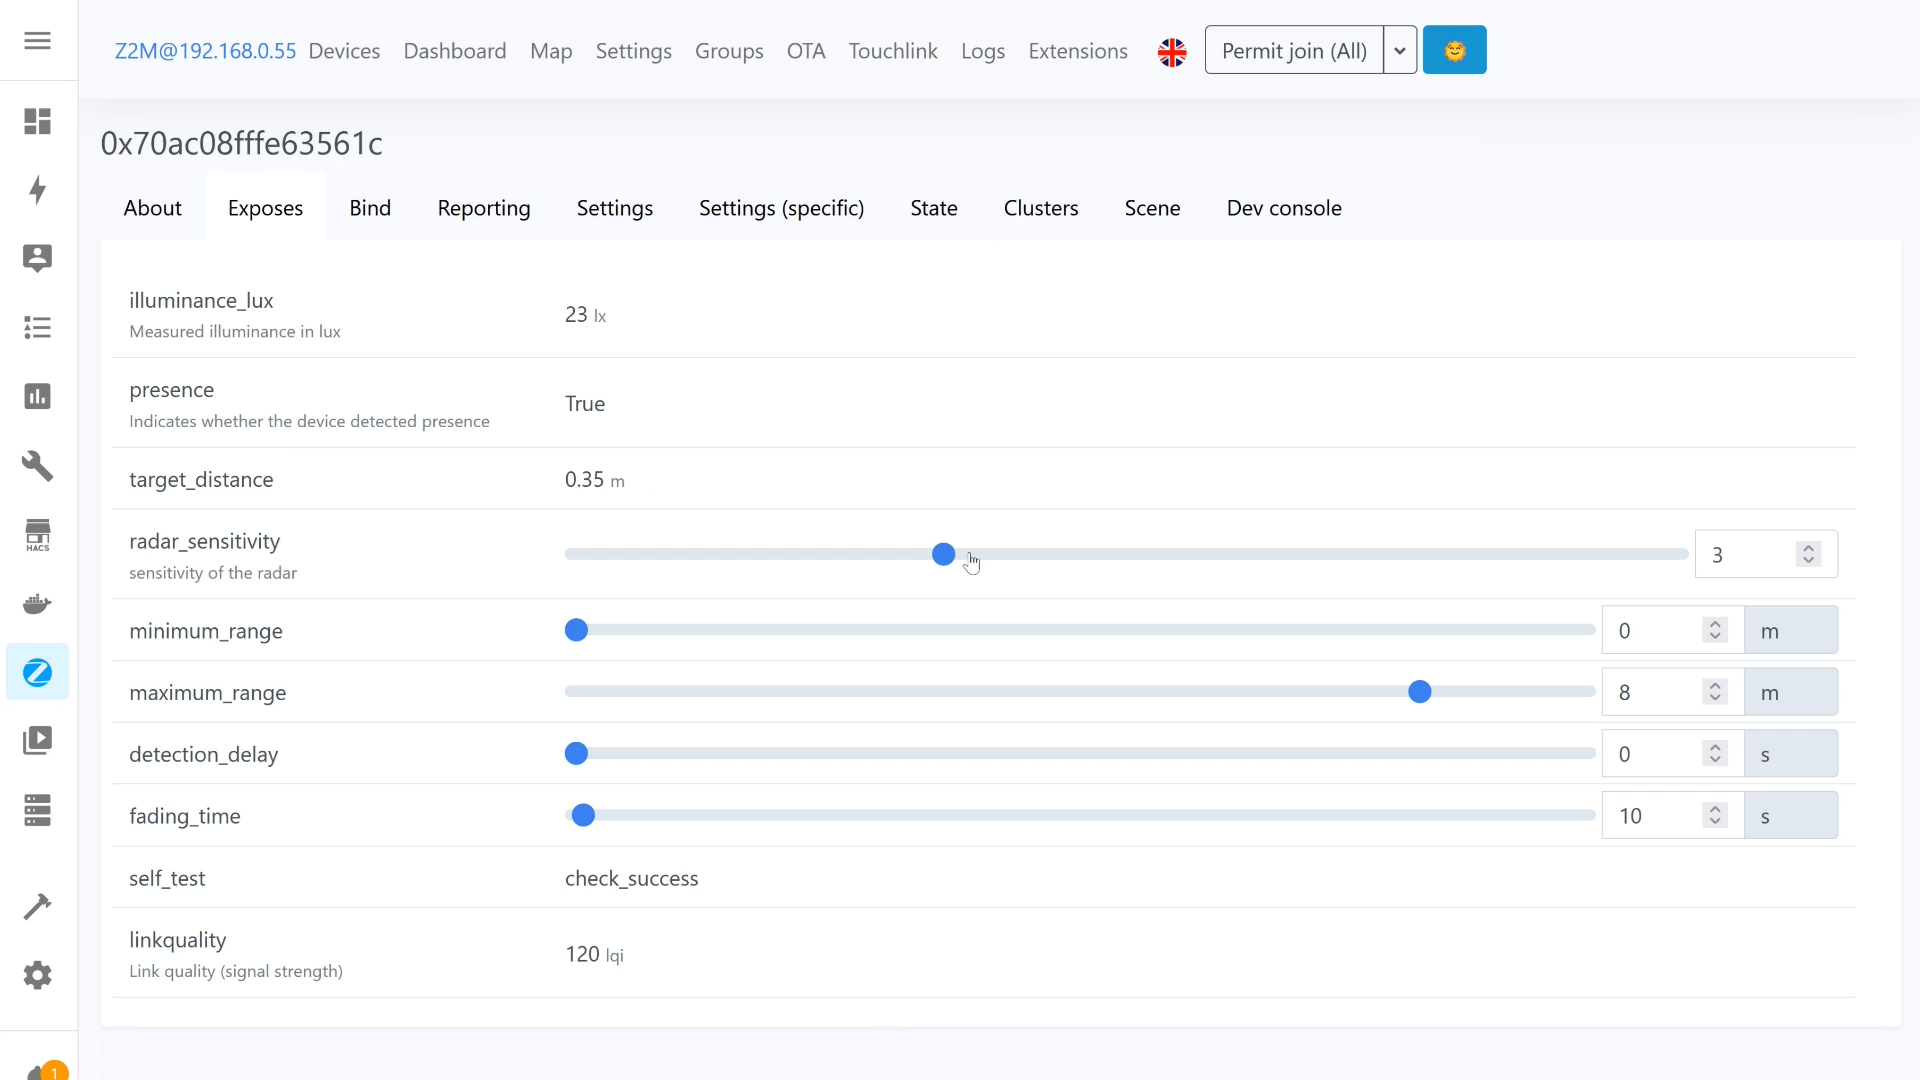 Z2M@192.168.0.55 Devices Dashboard Map Settings Groups OTA Touchlink Logs Extensions Permit join (All)
0x70ac08fffe63561c
About Exposes Bind Reporting Settings Settings (specific) State Clusters Scene Dev console
illuminance_lux
Measured illuminance in lux
23 lx
presence
Indicates whether the device detected presence
True
target_distance
0.35 m
radar_sensitivity
sensitivity of the radar
3
minimum_range
0 m
maximum_range
8 m
detection_delay
0 s
fading_time
10 s
self_test
check_success
linkquality
Link quality (signal strength)
120 lqi
HACS
1